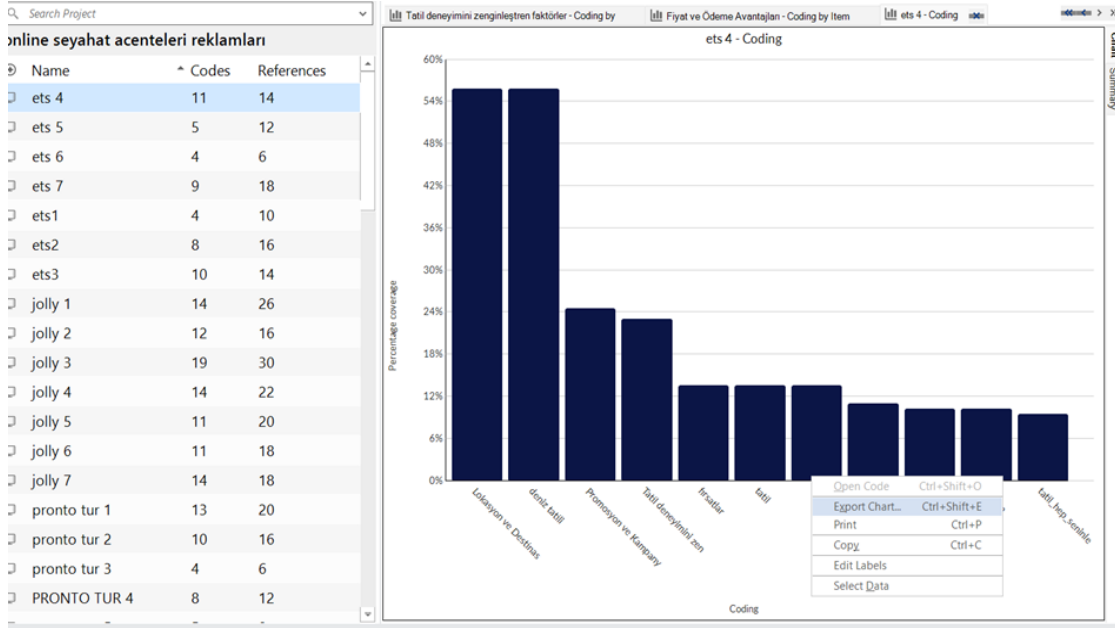 Search Project
online seyahat acenteleri reklamları
Name Codes References
ets 4 11 14
ets 5 5 12
ets 6 4 6
ets 7 9 18
ets1 4 10
ets2 8 16
ets3 10 14
jolly 1 14 26
jolly 2 12 16
jolly 3 19 30
jolly 4 14 22
jolly 5 11 20
jolly 6 11 18
jolly 7 14 18
pronto tur 1 13 20
pronto tur 2 10 16
pronto tur 3 4 6
PRONTO TUR 4 8 12
Tatil deneyimini zenginleştren faktörler - Coding by
Fiyat ve Ödeme Avantajları - Coding by Item
ets 4 - Coding
ets 4 - Coding
Percentage coverage
60%
54%
48%
42%
36%
30%
24%
18%
12%
6%
0%
Lokasyon ve Destinas
deniz tatili
Promosyon ve Kampany
Tatil deneyimini zen
fırsatlar
tatil
tatil_hep_seninle
Coding
Open Code Ctrl+Shift+O
Export Chart... Ctrl+Shift+E
Print Ctrl+P
Copy Ctrl+C
Edit Labels
Select Data
Chart
Summary